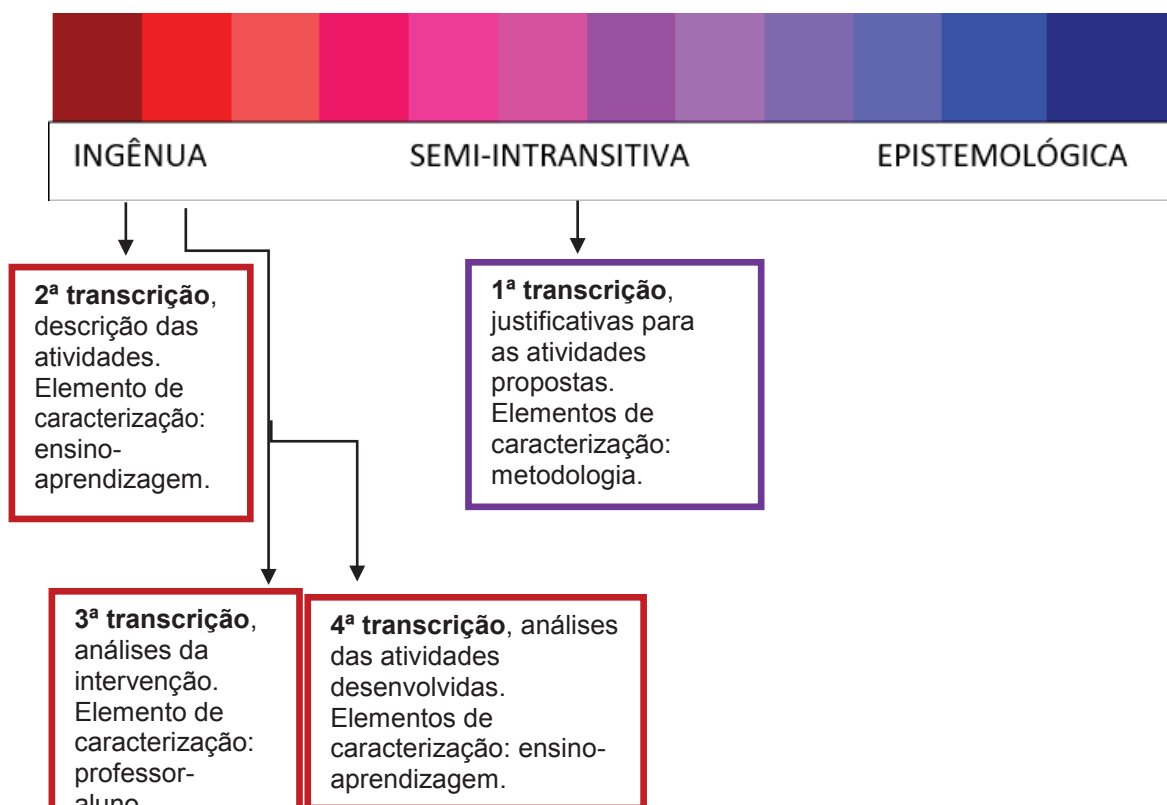 INGÊNUA SEMI-INTRANSITIVA EPISTEMOLÓGICA
2ª transcrição,
descrição das
atividades.
Elemento de
caracterização:
ensino-
aprendizagem.
1ª transcrição,
justificativas para
as atividades
propostas.
Elementos de
caracterização:
metodologia.
3ª transcrição,
análises da
intervenção.
Elemento de
caracterização:
professor-
aluno
4ª transcrição, análises
das atividades
desenvolvidas.
Elementos de
caracterização: ensino-
aprendizagem.